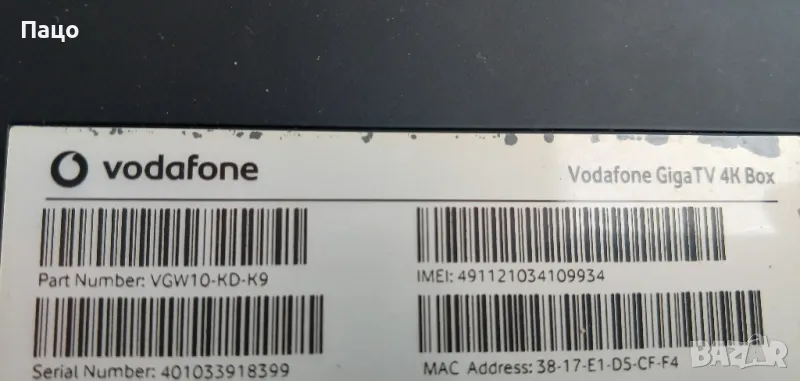 Пацо
vodafone
Vodafone GigaTV 4K Box
Part Number: VGW10-KD-K9
IMEI: 491121034109934
Serial Number: 401033918399
MAC Address: 38-17-E1-D5-CF-F4
bazar